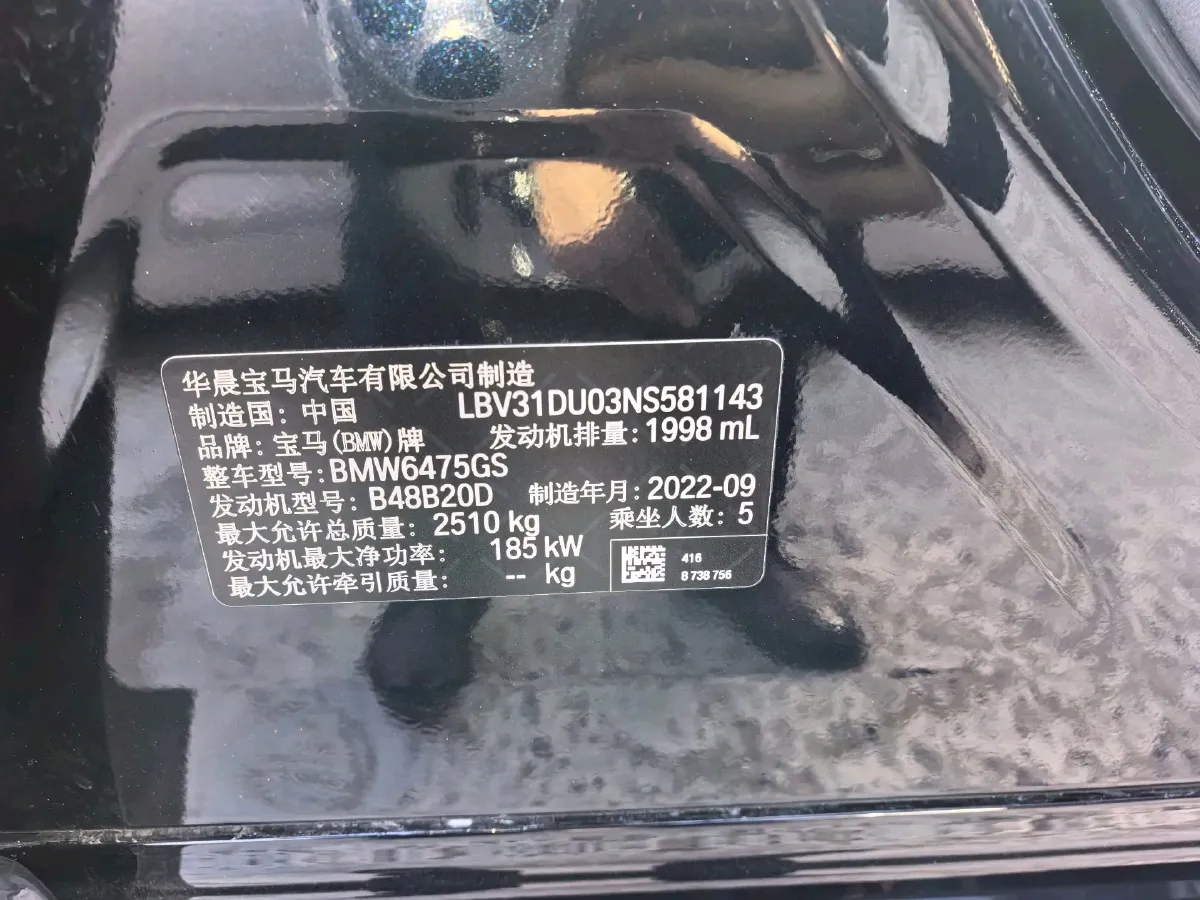 华晨宝马汽车有限公司制造
制造国：中国 LBV31DU03NS581143
品牌：宝马(BMW)牌 发动机排量：1998 mL
整车型号：BMW6475GS
发动机型号：B48B20D 制造年月：2022-09
最大允许总质量：2510 kg 乘坐人数：5
发动机最大净功率：185 kW
最大允许牵引质量：-- kg
416
8 738 756